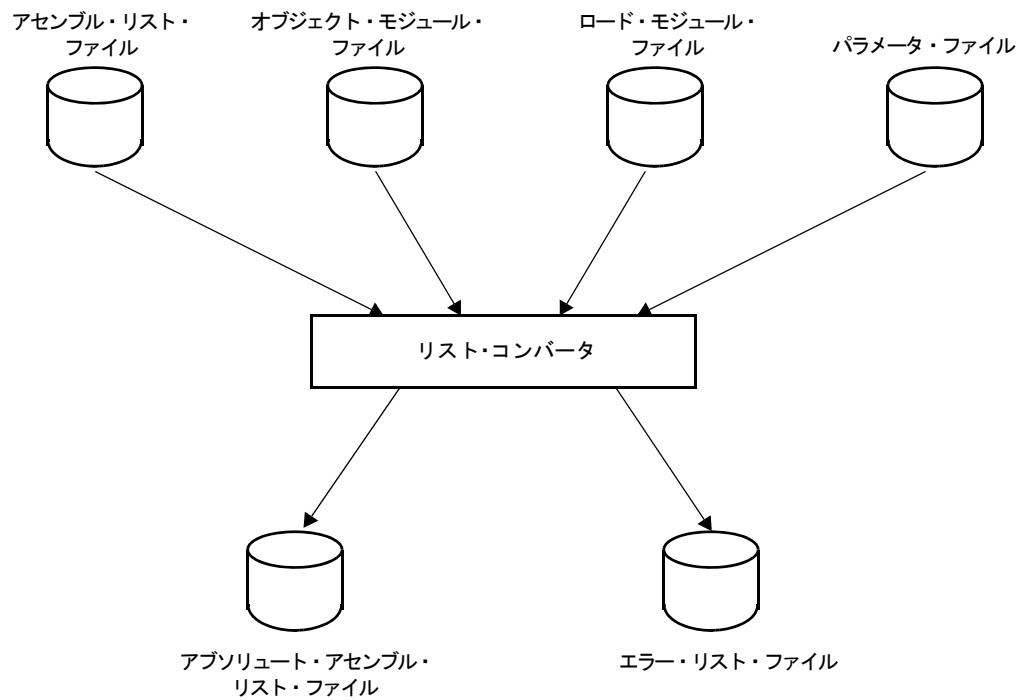 アセンブル・リスト・
ファイル
オブジェクト・モジュール・
ファイル
ロード・モジュール・
ファイル
パラメータ・ファイル
リスト・コンバータ
アブソリュート・アセンブル・
リスト・ファイル
エラー・リスト・ファイル